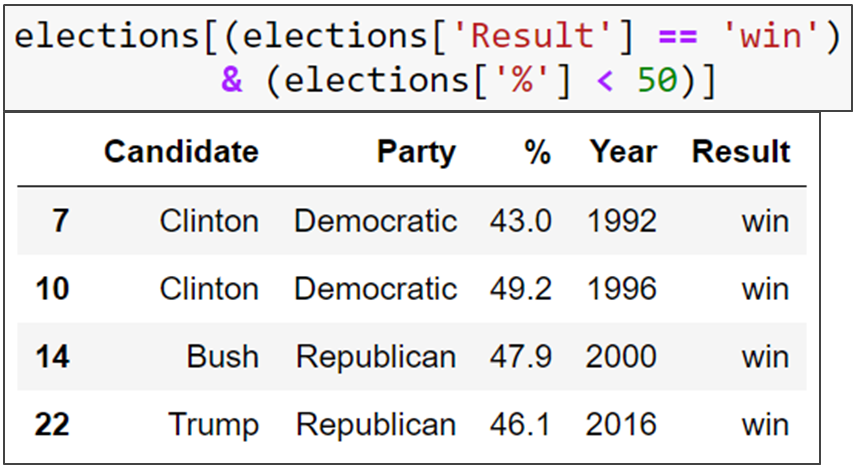 elections[(elections['Result'] == 'win')
& (elections['%'] < 50)]
Candidate Party % Year Result
7 Clinton Democratic 43.0 1992 win
10 Clinton Democratic 49.2 1996 win
14 Bush Republican 47.9 2000 win
22 Trump Republican 46.1 2016 win